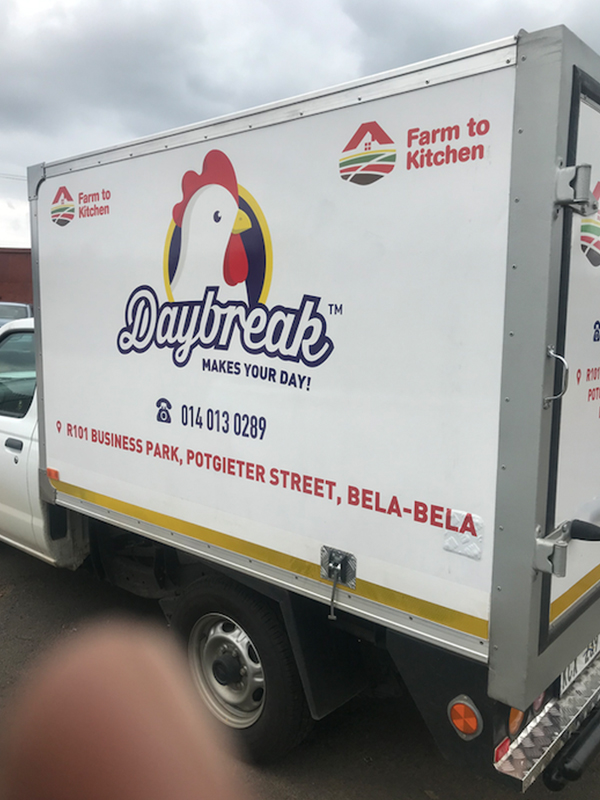 Farm to
Kitchen
Farm to
Kitchen
Daybreak™
MAKES YOUR DAY!
014 013 0289
R101 BUSINESS PARK, POTGIETER STREET, BELA-BELA
R101